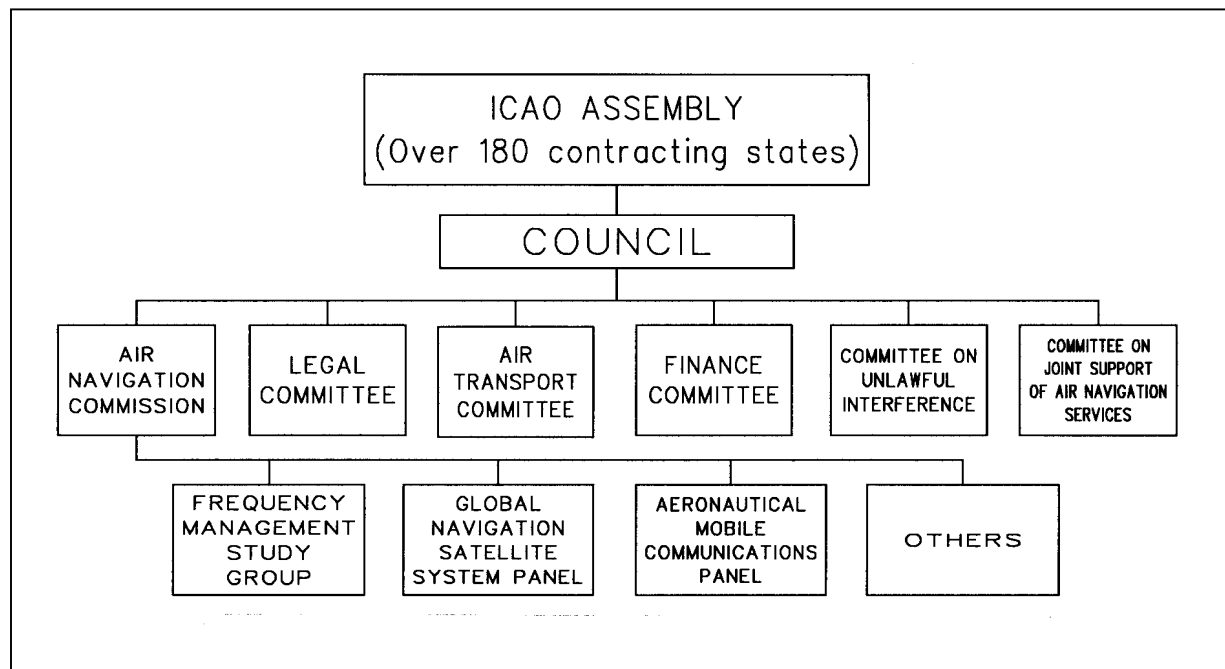 ICAO ASSEMBLY
(Over 180 contracting states)
COUNCIL
AIR
NAVIGATION
COMMISSION
LEGAL
COMMITTEE
AIR
TRANSPORT
COMMITTEE
FINANCE
COMMITTEE
COMMITTEE ON
UNLAWFUL
INTERFERENCE
COMMITTEE ON
JOINT SUPPORT
OF AIR NAVIGATION
SERVICES
FREQUENCY
MANAGEMENT
STUDY
GROUP
GLOBAL
NAVIGATION
SATELLITE
SYSTEM PANEL
AERONAUTICAL
MOBILE
COMMUNICATIONS
PANEL
OTHERS